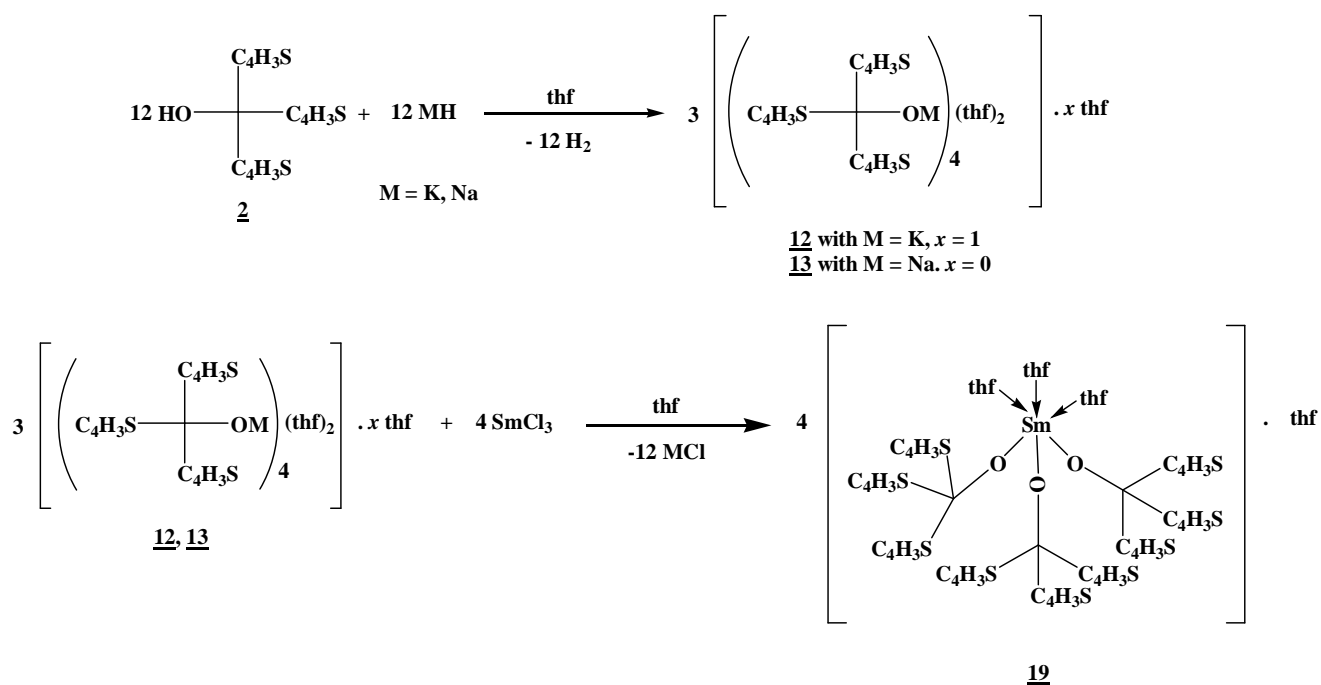 C₄H₃S
12 HO C₄H₃S + 12 MH thf - 12 H₂ 3 C₄H₃S C₄H₃S OM (thf)₂ . x thf
C₄H₃S C₄H₃S 4
M = K, Na
2
12 with M = K, x = 1
13 with M = Na. x = 0
C₄H₃S
3 C₄H₃S OM (thf)₂ . x thf + 4 SmCl₃ thf -12 MCl 4
C₄H₃S 4
12, 13
thf
thf thf
Sm . thf
C₄H₃S O O C₄H₃S
C₄H₃S O C₄H₃S
C₄H₃S C₄H₃S
C₄H₃S C₄H₃S
C₄H₃S
19